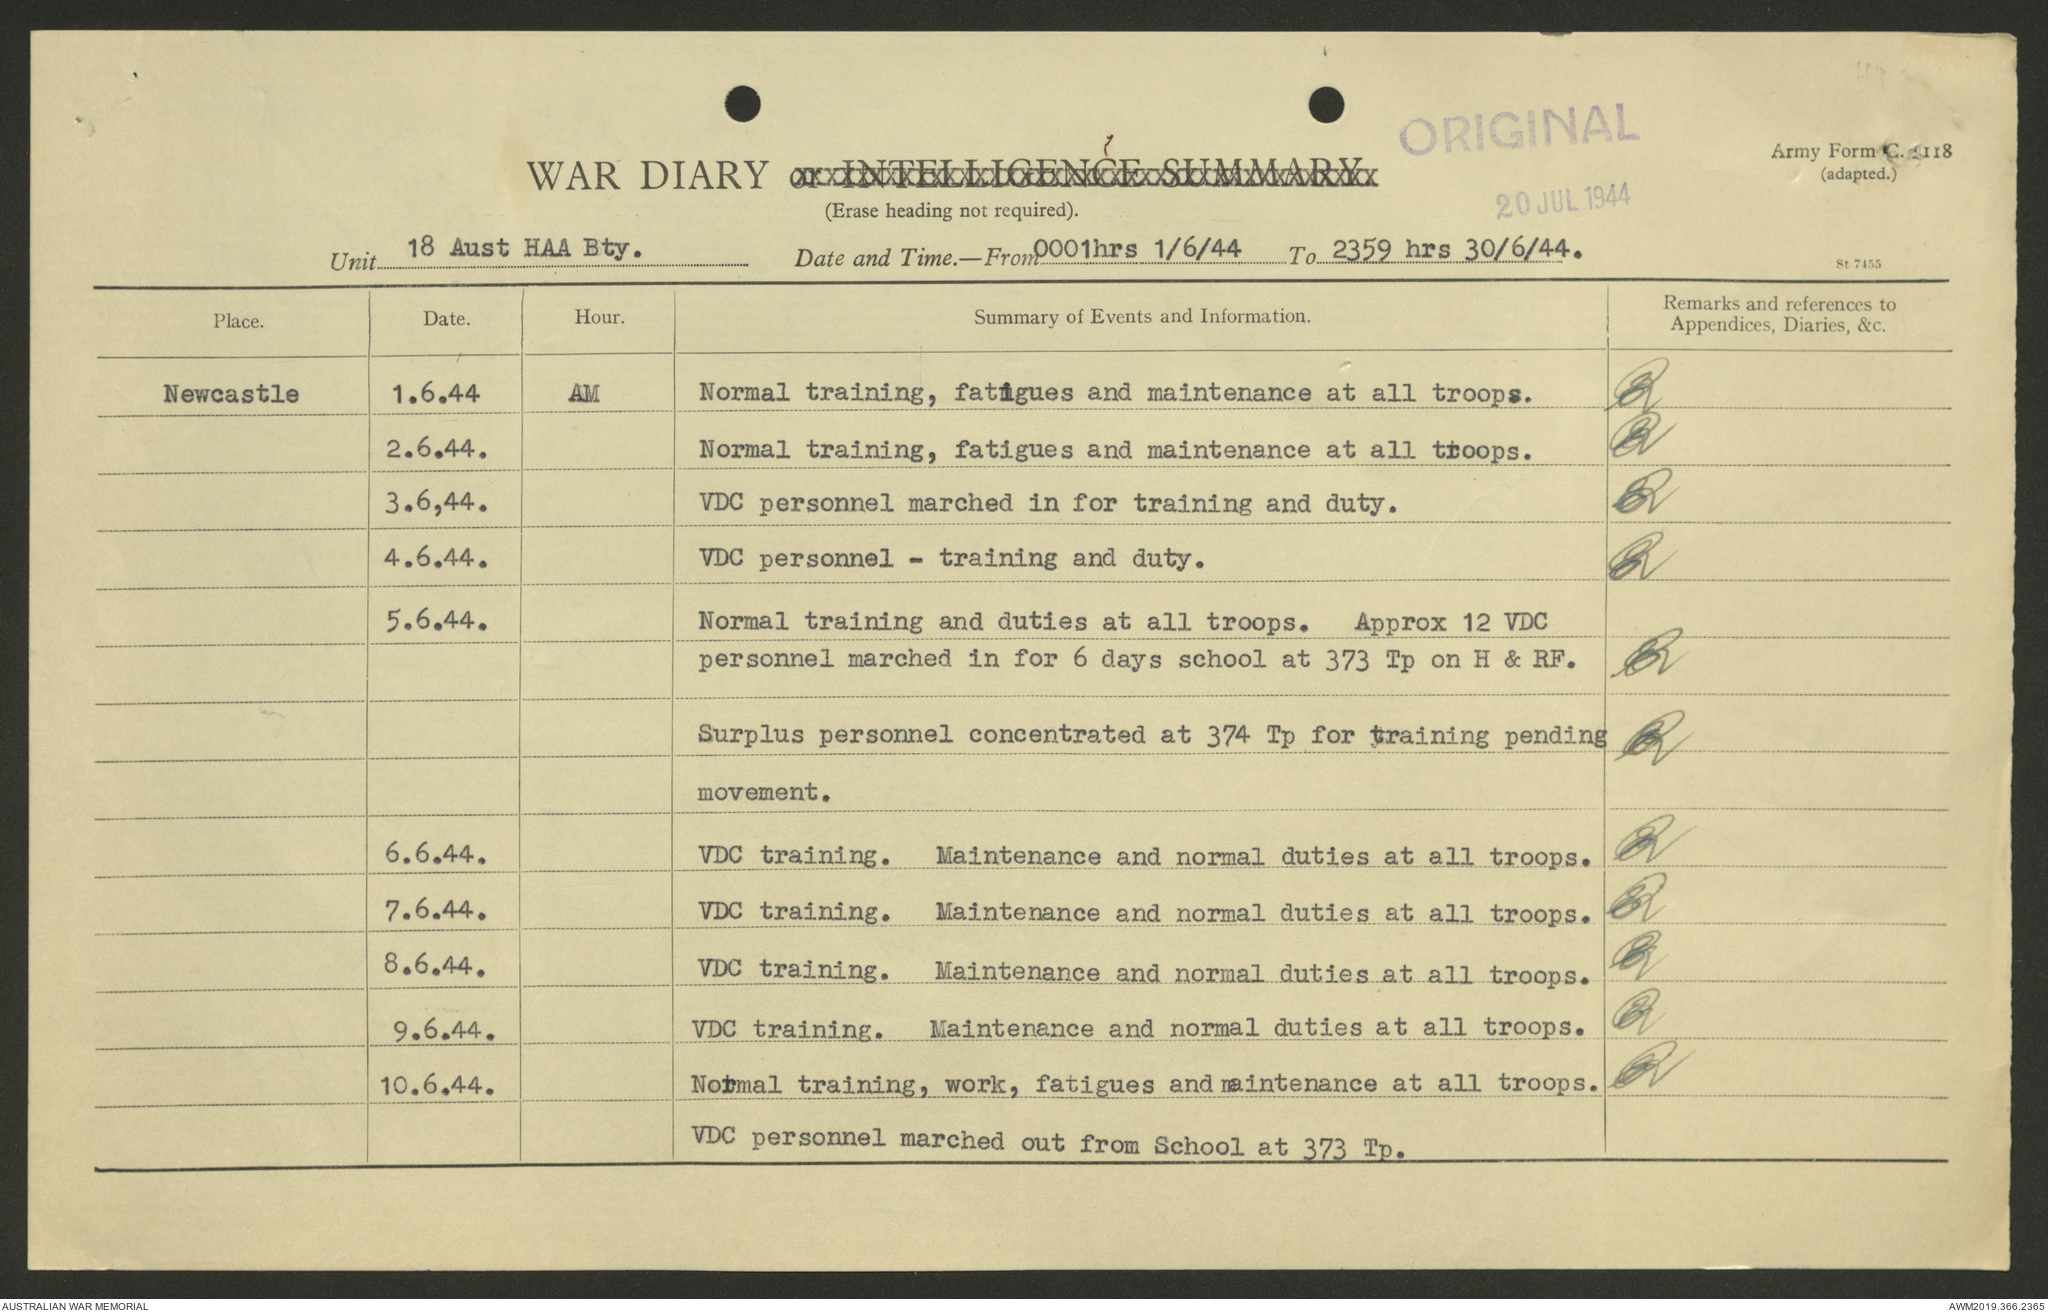 ORIGINAL
Army Form C. 2118
(adapted.)
WAR DIARY or INTELLIGENCE SUMMARY.
(Erase heading not required).
20 JUL 1944
Unit 18 Aust HAA Bty. Date and Time.—From 0001hrs 1/6/44 To 2359 hrs 30/6/44.
St 7455
Place. Date. Hour. Summary of Events and Information. Remarks and references to
Appendices, Diaries, &c.
Newcastle 1.6.44 AM Normal training, fatigues and maintenance at all troops.
2.6.44. Normal training, fatigues and maintenance at all troops.
3.6,44. VDC personnel marched in for training and duty.
4.6.44. VDC personnel - training and duty.
5.6.44. Normal training and duties at all troops. Approx 12 VDC
personnel marched in for 6 days school at 373 Tp on H & RF.
Surplus personnel concentrated at 374 Tp for training pending
movement.
6.6.44. VDC training. Maintenance and normal duties at all troops.
7.6.44. VDC training. Maintenance and normal duties at all troops.
8.6.44. VDC training. Maintenance and normal duties at all troops.
9.6.44. VDC training. Maintenance and normal duties at all troops.
10.6.44. Normal training, work, fatigues and maintenance at all troops.
VDC personnel marched out from School at 373 Tp.
AUSTRALIAN WAR MEMORIAL AWM2019.366.2365